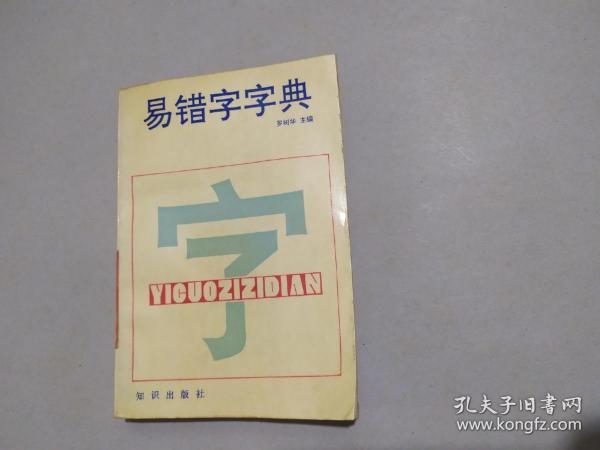 易错字字典
罗树华 主编
字
YICUOZIZIDIAN
知识出版社
孔夫子旧书网
www.kongfz.com